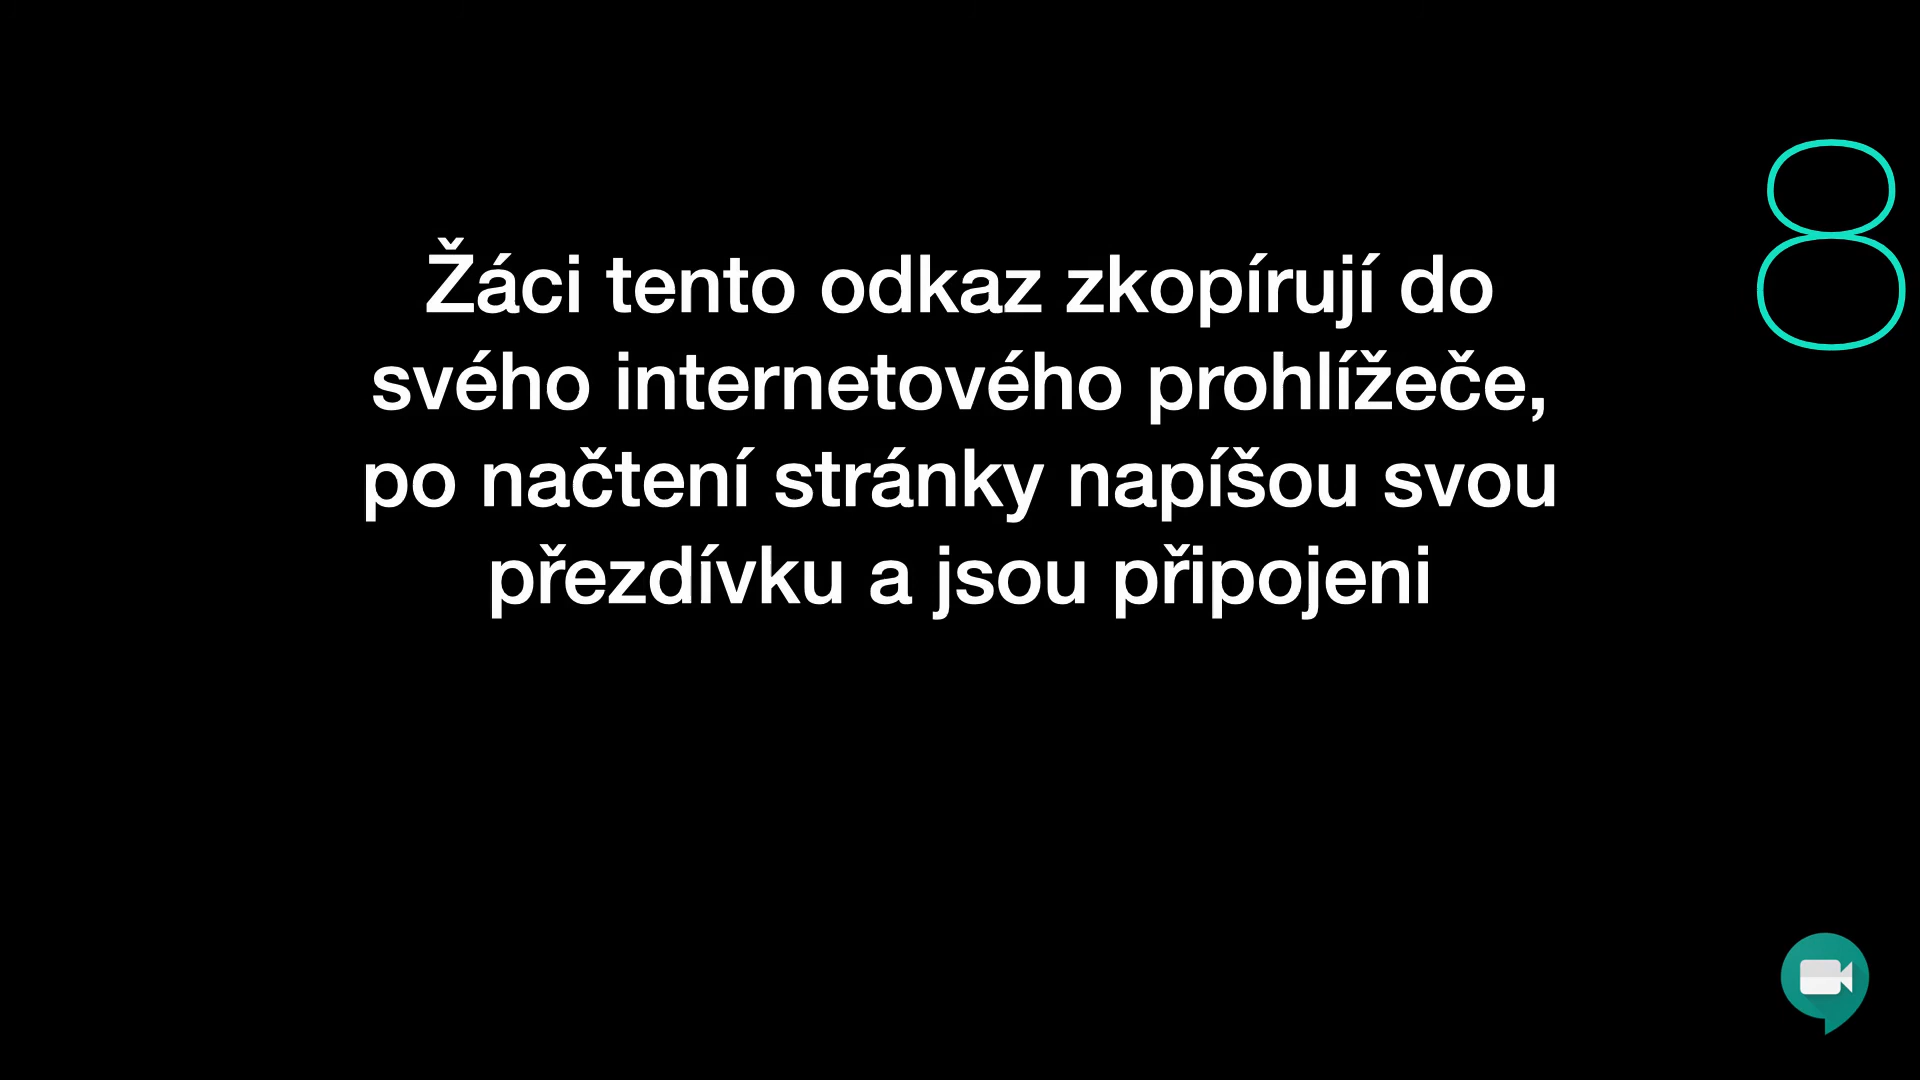 8
Žáci tento odkaz zkopírují do
svého internetového prohlížeče,
po načtení stránky napíšou svou
přezdívku a jsou připojeni